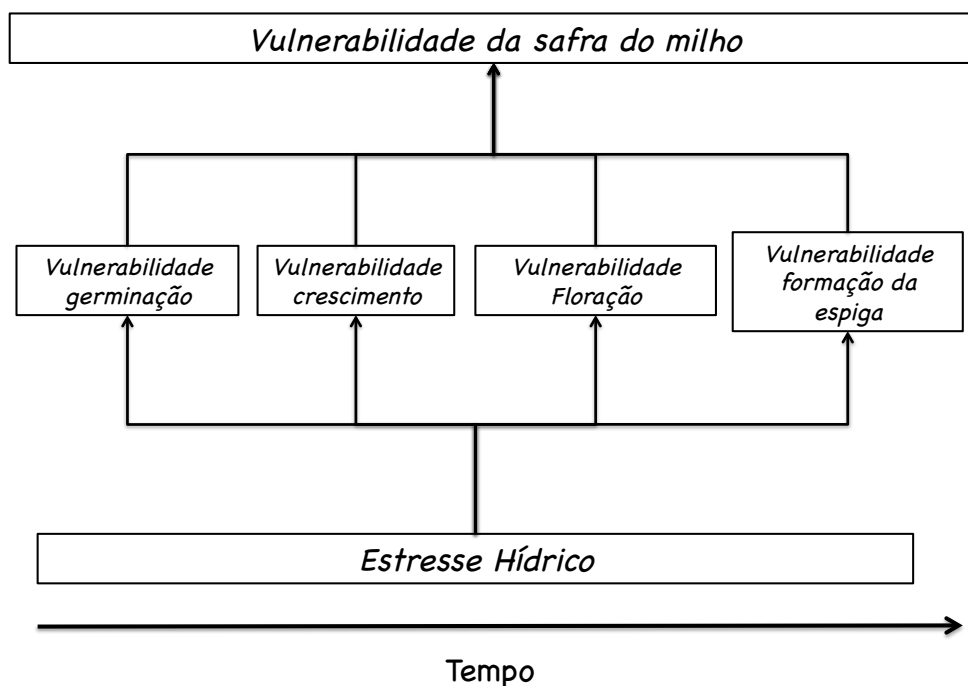 Vulnerabilidade da safra do milho
Vulnerabilidade
germinação
Vulnerabilidade
crescimento
Vulnerabilidade
Floração
Vulnerabilidade
formação da
espiga
Estresse Hídrico
Tempo